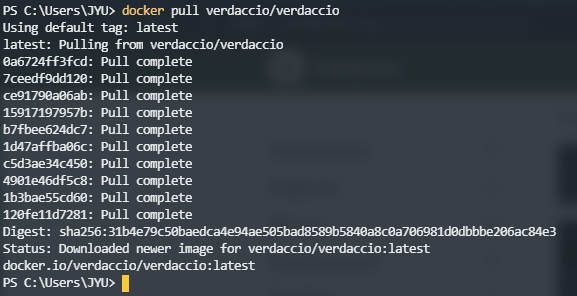 PS C:\Users\JYU> docker pull verdaccio/verdaccio
Using default tag: latest
latest: Pulling from verdaccio/verdaccio
0a6724ff3fcd: Pull complete
7ceedf9dd120: Pull complete
ce91790a06ab: Pull complete
15917197957b: Pull complete
b7fbee624dc7: Pull complete
1d47affba06c: Pull complete
c5d3ae34c450: Pull complete
4901e46df5c8: Pull complete
1b3bae55cd60: Pull complete
120fe11d7281: Pull complete
Digest: sha256:31b4e79c50baedca4e94ae505bad8589b5840a8c0a706981d0dbbbe206ac84e3
Status: Downloaded newer image for verdaccio/verdaccio:latest
docker.io/verdaccio/verdaccio:latest
PS C:\Users\JYU>